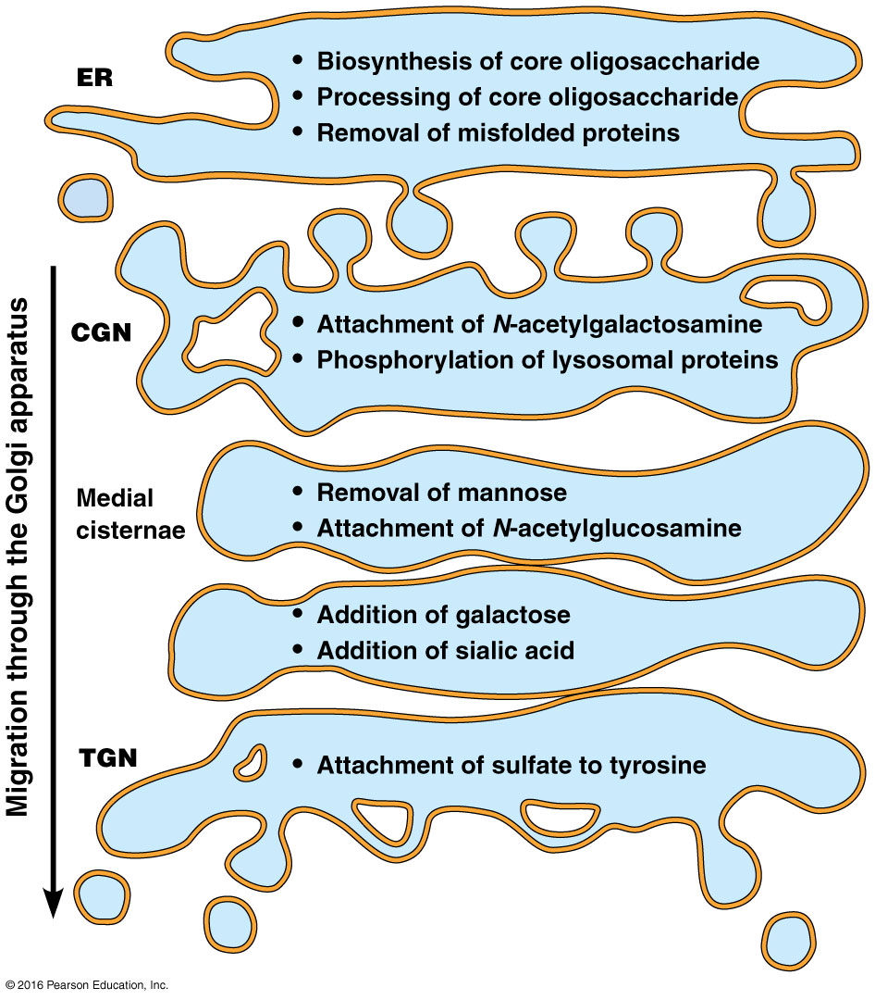 ER
• Biosynthesis of core oligosaccharide
• Processing of core oligosaccharide
• Removal of misfolded proteins
Migration through the Golgi apparatus
CGN
• Attachment of N-acetylgalactosamine
• Phosphorylation of lysosomal proteins
Medial
cisternae
• Removal of mannose
• Attachment of N-acetylglucosamine
• Addition of galactose
• Addition of sialic acid
TGN
• Attachment of sulfate to tyrosine
© 2016 Pearson Education, Inc.